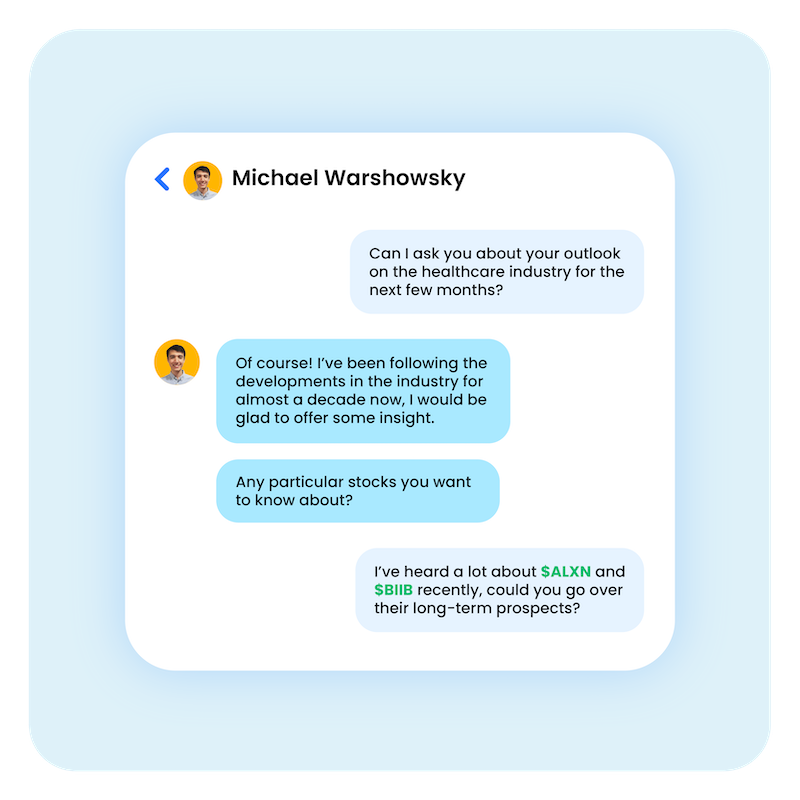 Michael Warshowsky
Can I ask you about your outlook
on the healthcare industry for the
next few months?
Of course! I’ve been following the
developments in the industry for
almost a decade now, I would be
glad to offer some insight.
Any particular stocks you want
to know about?
I’ve heard a lot about $ALXN and
$BIIB recently, could you go over
their long-term prospects?